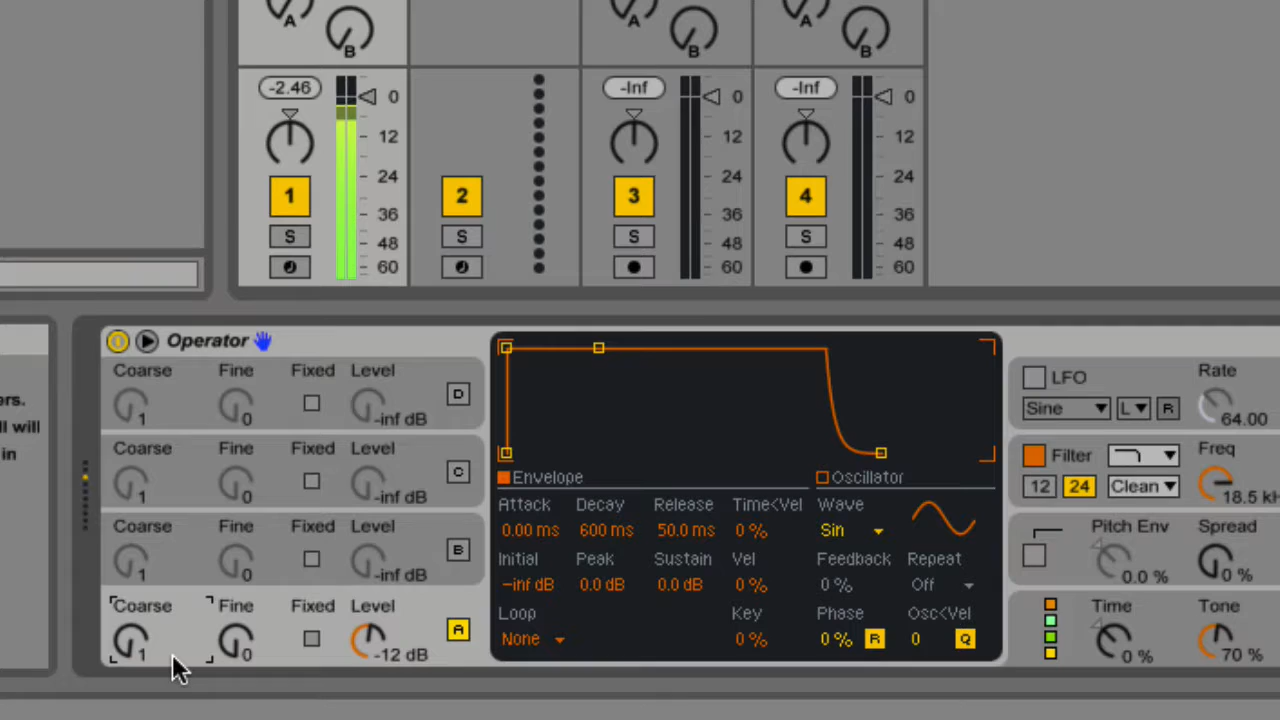 A B A B A B
-2.46 -Inf -Inf
0 0 0
12 12 12
1 2 3 4
24 24 24
36 36 36
S S S S
48 48 48
60 60 60
Operator
Coarse Fine Fixed Level
1 0 -inf dB D
Coarse Fine Fixed Level
1 0 -inf dB C
Coarse Fine Fixed Level
1 0 -inf dB B
Coarse Fine Fixed Level
1 0 -12 dB A
ers.
ll will
in
Envelope Oscillator
Attack Decay Release Time<Vel Wave
0.00 ms 600 ms 50.0 ms 0 % Sin
Initial Peak Sustain Vel Feedback Repeat
-inf dB 0.0 dB 0.0 dB 0 % 0 % Off
Loop Key Phase Osc<Vel
None 0 % 0 % R 0 Q
LFO Rate
Sine L R 64.00
Filter Freq
12 24 Clean 18.5 kH
Pitch Env Spread
0.0 % 0 %
Time Tone
0 % 70 %